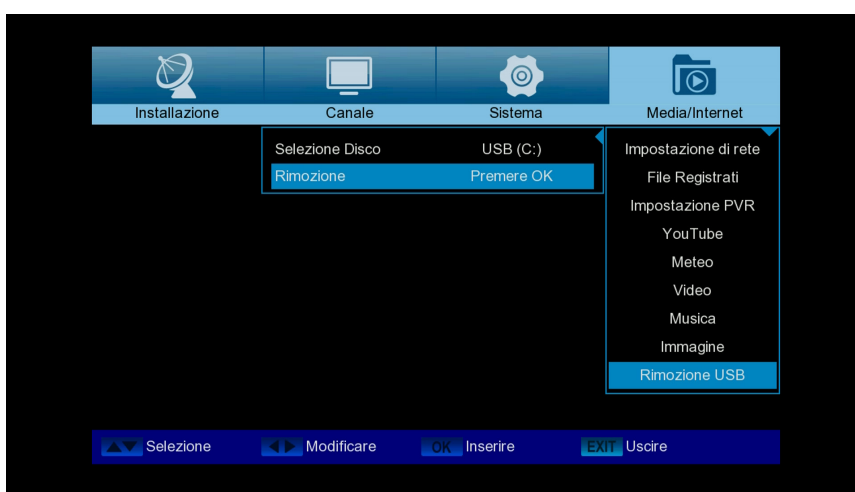 Installazione Canale Sistema Media/Internet
Selezione Disco USB (C:) Impostazione di rete
Rimozione Premere OK File Registrati
Impostazione PVR
YouTube
Meteo
Video
Musica
Immagine
Rimozione USB
Selezione Modificare OK Inserire EXIT Uscire